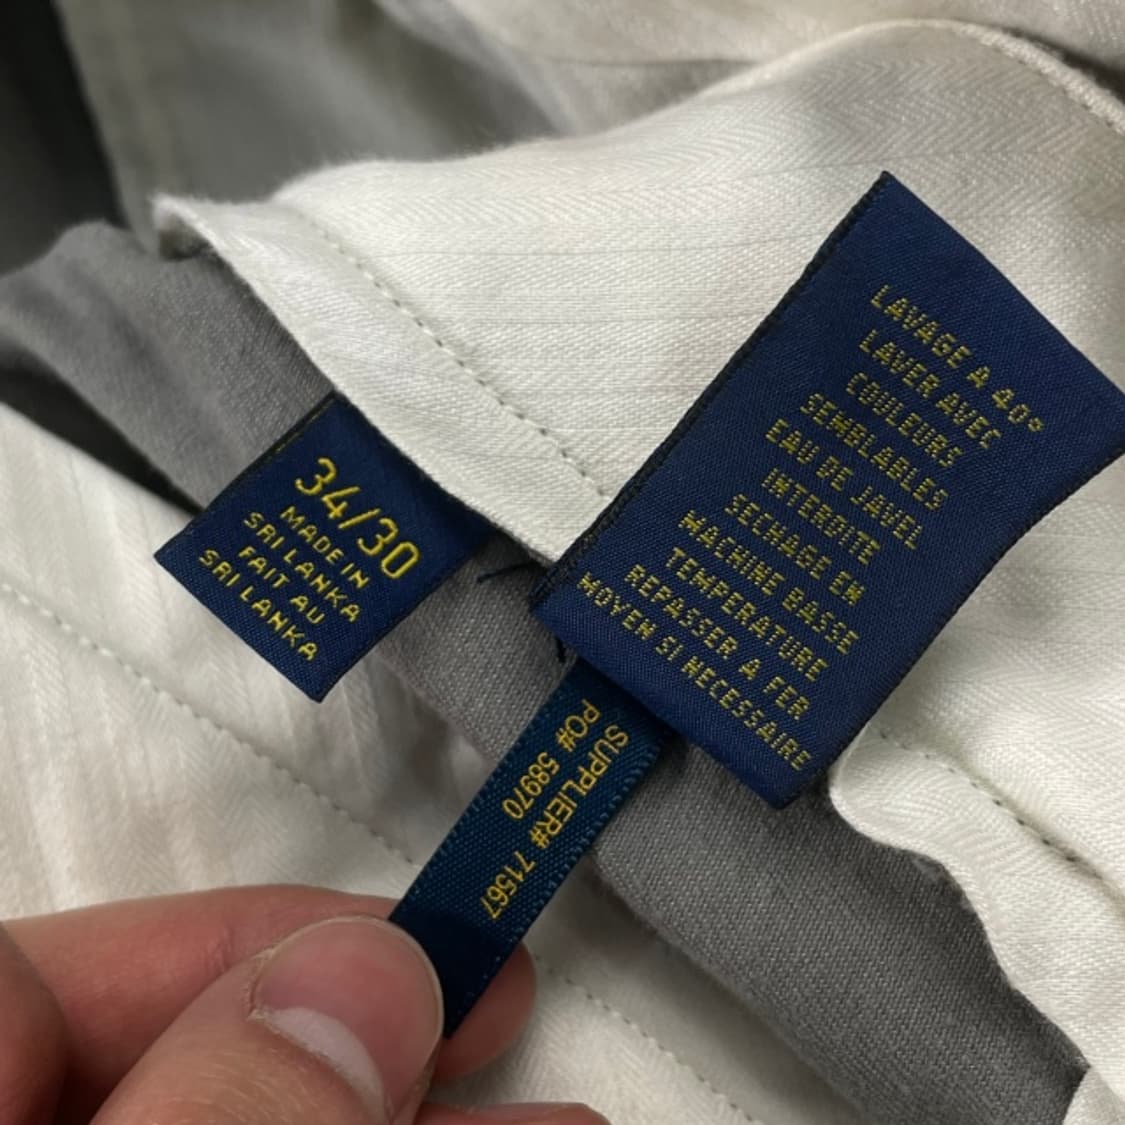 34/30
MADE IN
SRI LANKA
FAIT AU
SRI LANKA
LAVAGE A 40°
LAVER AVEC
COULEURS
SEMBLABLES
EAU DE JAVEL
INTERDITE
SECHAGE EN
MACHINE BASSE
TEMPERATURE
REPASSER A FER
MOYEN SI NECESSAIRE
SUPPLIER# 71567
PO# 58970